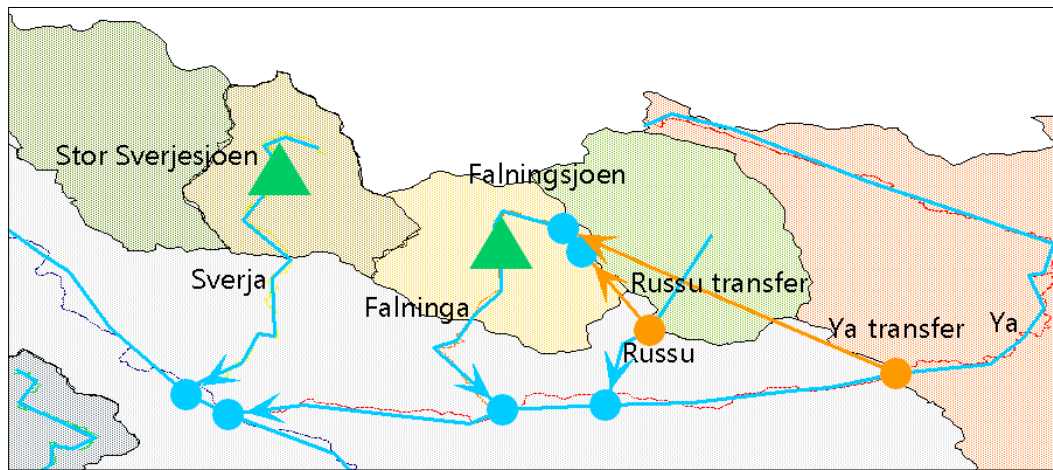 Stor Sverjesjoen
Falningsjoen
Sverja
Falninga
Russu transfer
Ya transfer
Ya
Russu